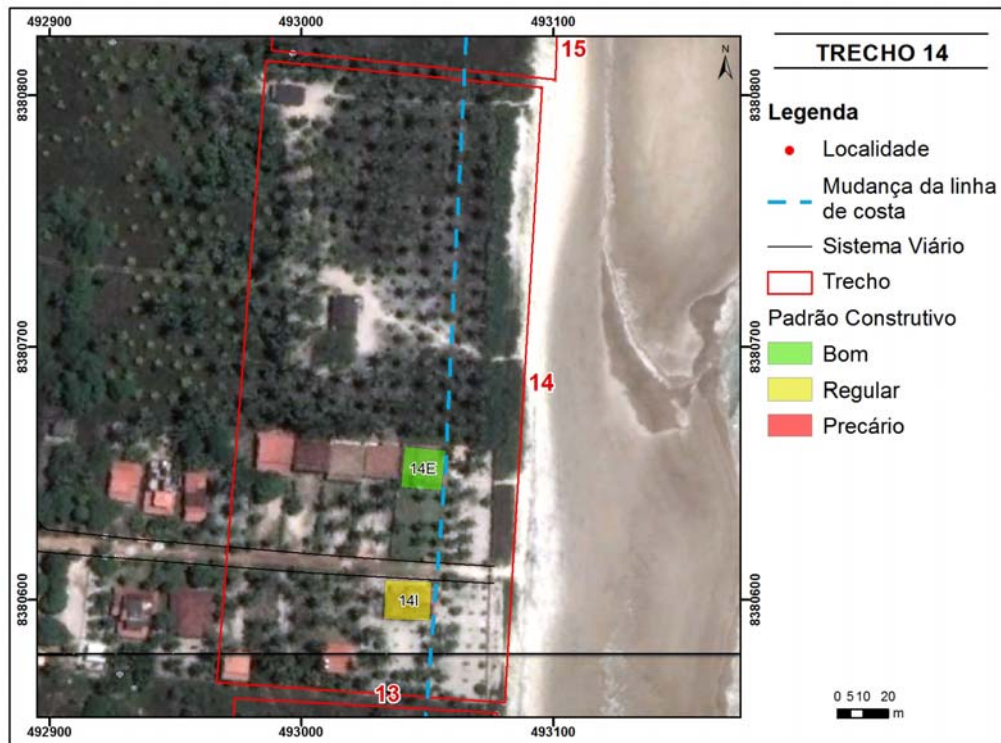 492900
493000
493100
8380800
8380700
8380600
15
14
14E
14I
13
N
TRECHO 14
Legenda
Localidade
Mudança da linha
de costa
Sistema Viário
Trecho
Padrão Construtivo
Bom
Regular
Precário
8380800
8380700
8380600
0 5 10 20
m
492900
493000
493100